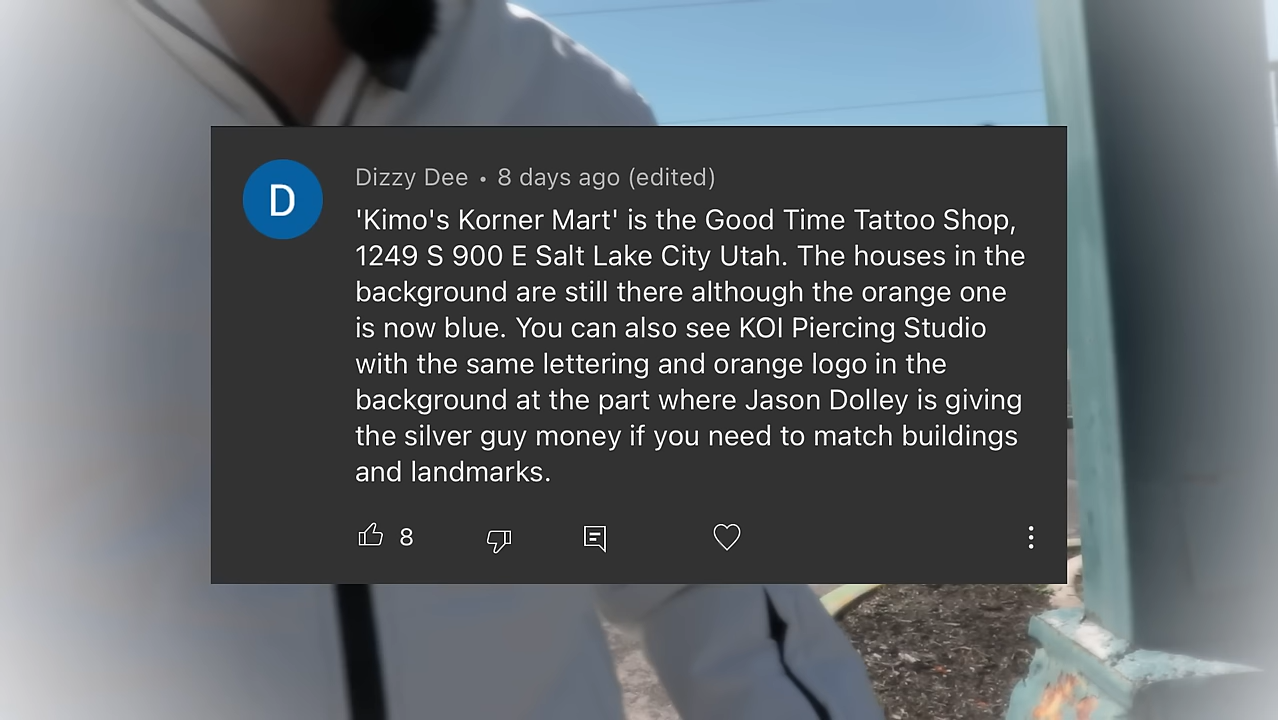 D
Dizzy Dee • 8 days ago (edited)
'Kimo's Korner Mart' is the Good Time Tattoo Shop,
1249 S 900 E Salt Lake City Utah. The houses in the
background are still there although the orange one
is now blue. You can also see KOI Piercing Studio
with the same lettering and orange logo in the
background at the part where Jason Dolley is giving
the silver guy money if you need to match buildings
and landmarks.
8